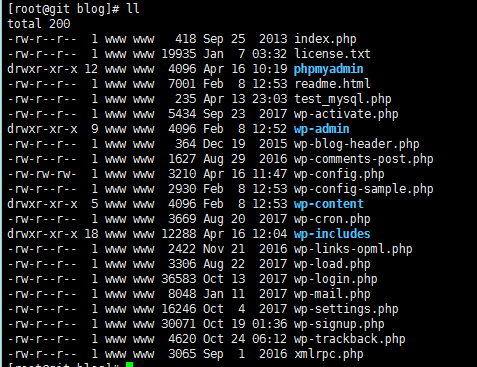 [root@git blog]# ll
total 200
-rw-r--r-- 1 www www 418 Sep 25 2013 index.php
-rw-r--r-- 1 www www 19935 Jan 7 03:32 license.txt
drwxr-xr-x 12 www www 4096 Apr 16 10:19 phpmyadmin
-rw-r--r-- 1 www www 7001 Feb 8 12:53 readme.html
-rw-r--r-- 1 www www 235 Apr 13 23:03 test_mysql.php
-rw-r--r-- 1 www www 5434 Sep 23 2017 wp-activate.php
drwxr-xr-x 9 www www 4096 Feb 8 12:52 wp-admin
-rw-r--r-- 1 www www 364 Dec 19 2015 wp-blog-header.php
-rw-r--r-- 1 www www 1627 Aug 29 2016 wp-comments-post.php
-rw-rw-rw- 1 www www 3210 Apr 16 11:47 wp-config.php
-rw-r--r-- 1 www www 2930 Feb 8 12:53 wp-config-sample.php
drwxr-xr-x 5 www www 4096 Feb 8 12:53 wp-content
-rw-r--r-- 1 www www 3669 Aug 20 2017 wp-cron.php
drwxr-xr-x 18 www www 12288 Apr 16 12:04 wp-includes
-rw-r--r-- 1 www www 2422 Nov 21 2016 wp-links-opml.php
-rw-r--r-- 1 www www 3306 Aug 22 2017 wp-load.php
-rw-r--r-- 1 www www 36583 Oct 13 2017 wp-login.php
-rw-r--r-- 1 www www 8048 Jan 11 2017 wp-mail.php
-rw-r--r-- 1 www www 16246 Oct 4 2017 wp-settings.php
-rw-r--r-- 1 www www 30071 Oct 19 01:36 wp-signup.php
-rw-r--r-- 1 www www 4620 Oct 24 06:12 wp-trackback.php
-rw-r--r-- 1 www www 3065 Sep 1 2016 xmlrpc.php
[root@git blog]#